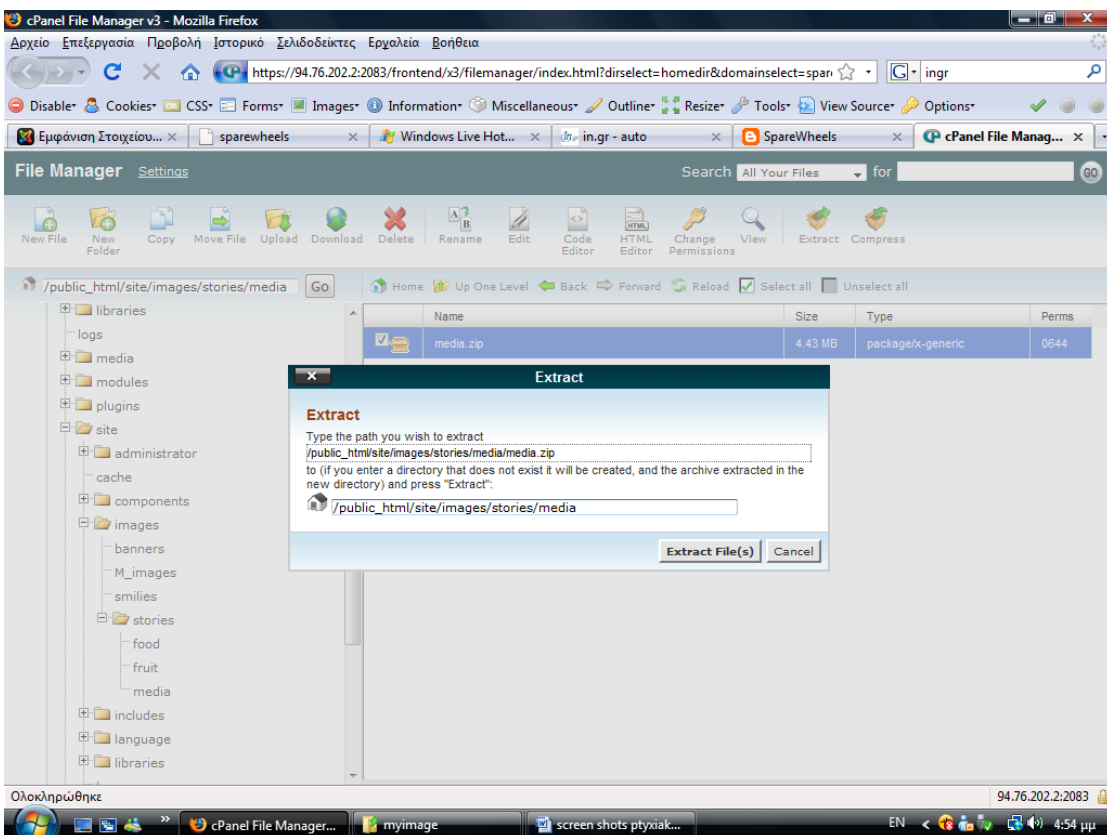 cPanel File Manager v3 - Mozilla Firefox
Αρχείο Επεξεργασία Προβολή Ιστορικό Σελιδοδείκτες Εργαλεία Βοήθεια
https://94.76.202.2:2083/frontend/x3/filemanager/index.html?dirselect=homedir&domainselect=spar ingr
Disable Cookies CSS Forms Images Information Miscellaneous Outline Resize Tools View Source Options
Εμφάνιση Στοιχείου... sparewheels Windows Live Hot... in.gr - auto SpareWheels cPanel File Manag...
File Manager Settings Search All Your Files for GO
New File New Folder Copy Move File Upload Download Delete Rename Edit Code Editor HTML Editor Change Permissions View Extract Compress
/public_html/site/images/stories/media Go Home Up One Level Back Forward Reload Select all Unselect all
Name Size Type Perms
media.zip 4.43 MB package/x-generic 0644
libraries
logs
media
modules
plugins
site
administrator
cache
components
images
banners
M_images
smilies
stories
food
fruit
media
includes
language
libraries
Extract
Extract
Type the path you wish to extract
/public_html/site/images/stories/media/media.zip
to (if you enter a directory that does not exist it will be created, and the archive extracted in the
new directory) and press "Extract":
/public_html/site/images/stories/media
Extract File(s) Cancel
Ολοκληρώθηκε 94.76.202.2:2083
cPanel File Manager... myimage screen shots ptyxiak... EN 4:54 μμ